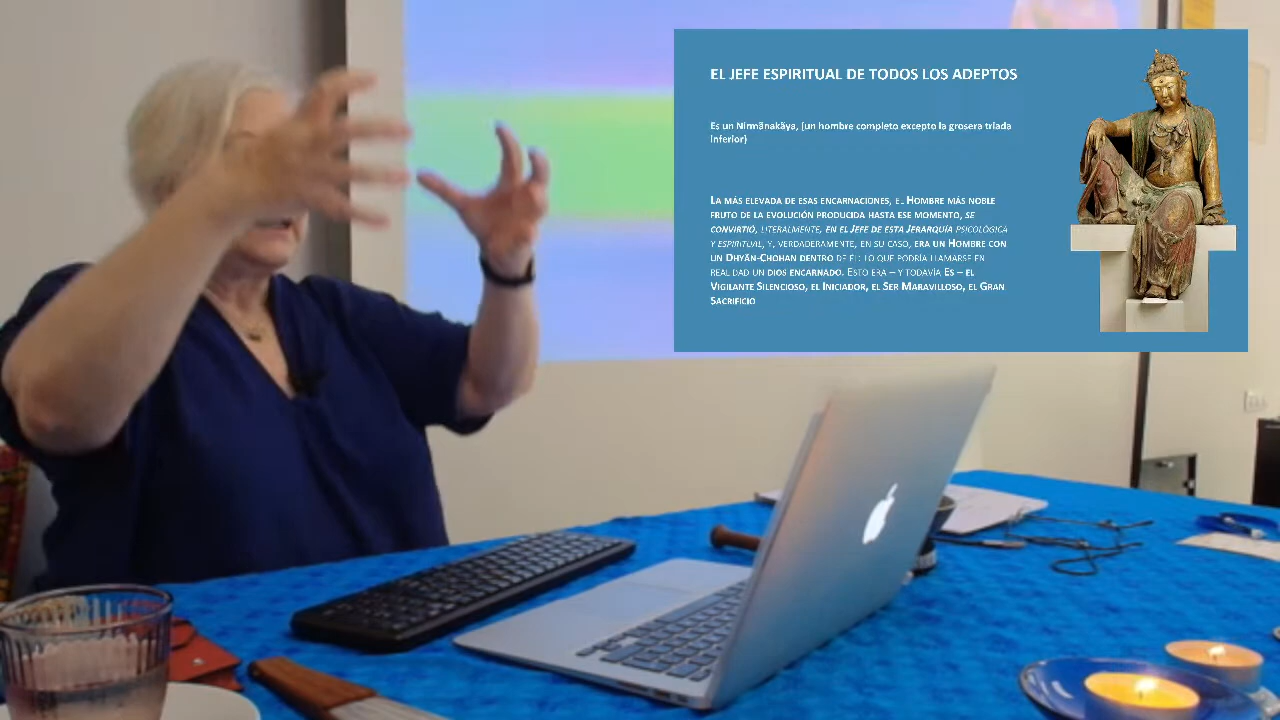 EL JEFE ESPIRITUAL DE TODOS LOS ADEPTOS
Es un Nirmānakāya, (un hombre completo excepto la grosera triada
inferior)
LA MÁS ELEVADA DE ESAS ENCARNACIONES, EL HOMBRE MÁS NOBLE
FRUTO DE LA EVOLUCIÓN PRODUCIDA HASTA ESE MOMENTO, SE
CONVIRTIÓ, LITERALMENTE, EN EL JEFE DE ESTA JERARQUÍA PSICOLÓGICA
Y ESPIRITUAL, Y, VERDADERAMENTE, EN SU CASO, ERA UN HOMBRE CON
UN DHYĀN-CHOHAN DENTRO DE ÉL: LO QUE PODRÍA LLAMARSE EN
REALIDAD UN DIOS ENCARNADO. ESTO ERA – Y TODAVÍA ES – EL
VIGILANTE SILENCIOSO, EL INICIADOR, EL SER MARAVILLOSO, EL GRAN
SACRIFICIO